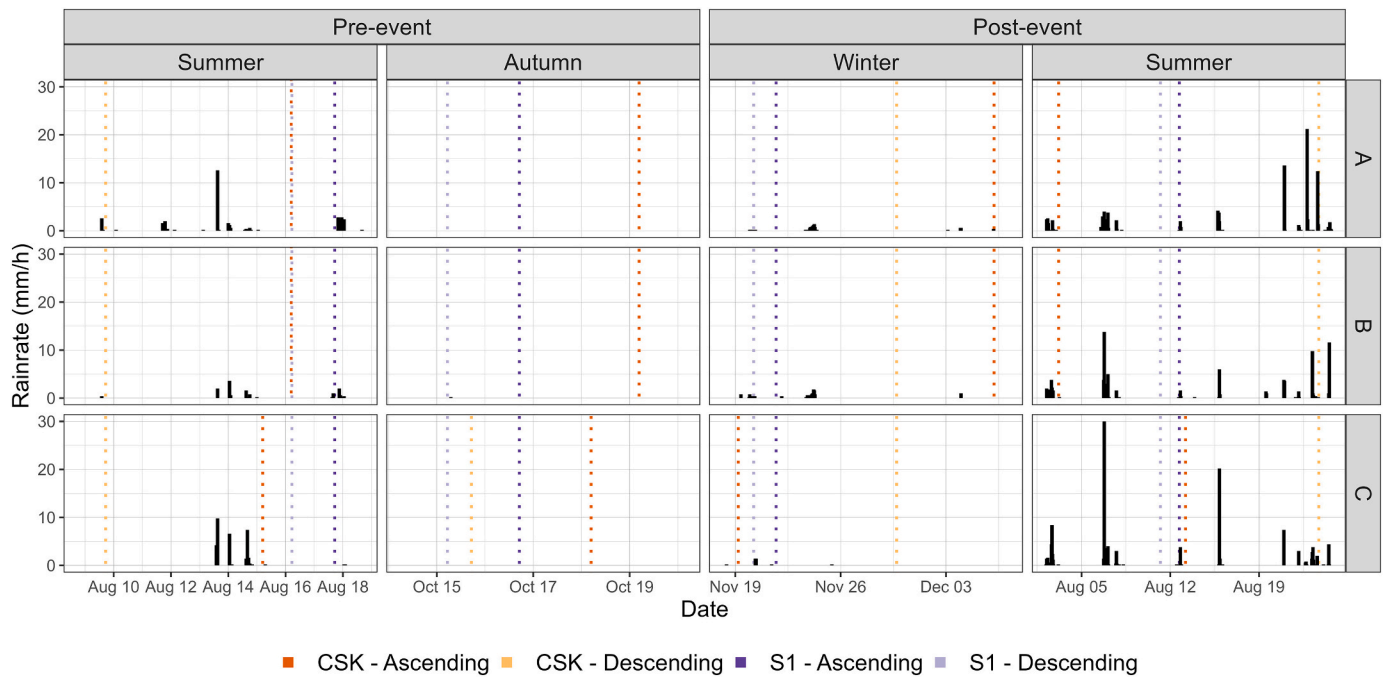 Pre-event Post-event
Summer Autumn Winter Summer
30
20
10
0
A
30
20
10
0
B
30
20
10
0
C
Rainrate (mm/h)
Aug 10 Aug 12 Aug 14 Aug 16 Aug 18 Oct 15 Oct 17 Oct 19 Nov 19 Nov 26 Dec 03 Aug 05 Aug 12 Aug 19
Date
CSK - Ascending CSK - Descending S1 - Ascending S1 - Descending